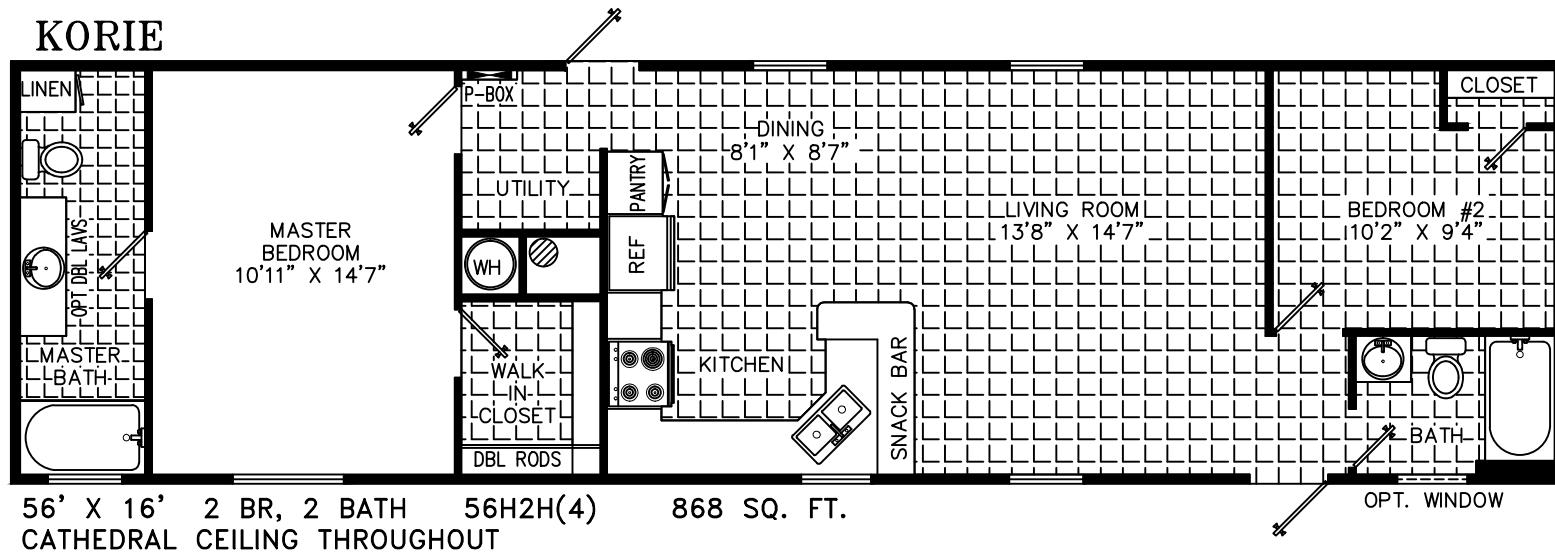 KORIE
LINEN
OPT DBL LAVS
MASTER
BATH
MASTER
BEDROOM
10'11" X 14'7"
P-BOX
UTILITY
WH
WALK
IN
CLOSET
DBL RODS
PANTRY
REF
DINING
8'1" X 8'7"
KITCHEN
SNACK BAR
LIVING ROOM
13'8" X 14'7"
CLOSET
BEDROOM #2
10'2" X 9'4"
BATH
OPT. WINDOW
56' X 16' 2 BR, 2 BATH 56H2H(4) 868 SQ. FT.
CATHEDRAL CEILING THROUGHOUT